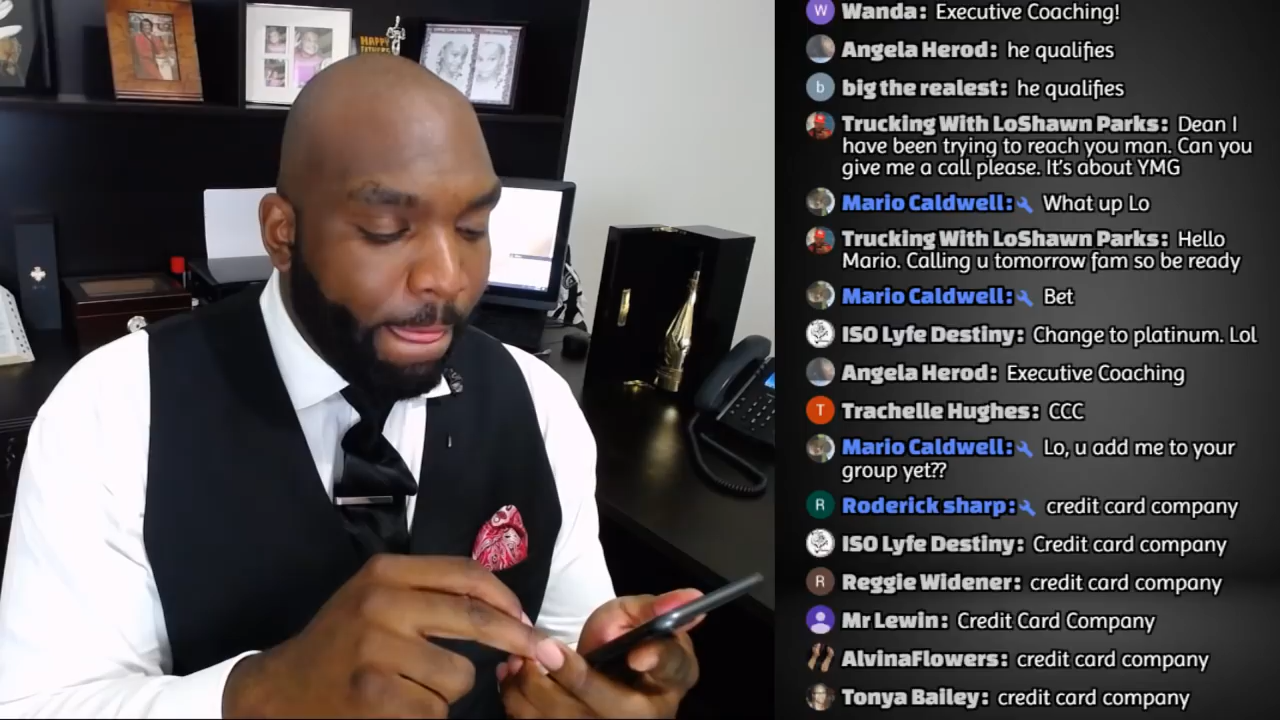 HAPPY
FATHERS
W Wanda: Executive Coaching!
Angela Herod: he qualifies
b big the realest: he qualifies
Trucking With LoShawn Parks: Dean I
have been trying to reach you man. Can you
give me a call please. It's about YMG
Mario Caldwell: What up Lo
Trucking With LoShawn Parks: Hello
Mario. Calling u tomorrow fam so be ready
Mario Caldwell: Bet
ISO Lyfe Destiny: Change to platinum. Lol
Angela Herod: Executive Coaching
T Trachelle Hughes: CCC
Mario Caldwell: Lo, u add me to your
group yet??
R Roderick sharp: credit card company
ISO Lyfe Destiny: Credit card company
R Reggie Widener: credit card company
Mr Lewin: Credit Card Company
AlvinaFlowers: credit card company
Tonya Bailey: credit card company